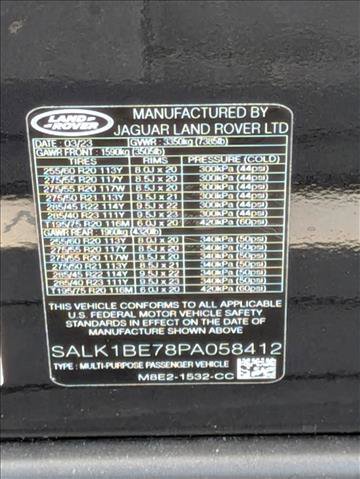 LAND ROVER
MANUFACTURED BY
JAGUAR LAND ROVER LTD
DATE : 03/23 GVWR: 3350kg (7385lb)
GAWR FRONT : 1590kg (3505lb)
TIRES RIMS PRESSURE (COLD)
255/60 R20 113Y 8.0J x 20 300kPa (44psi)
275/55 R20 117Y 8.5J x 20 300kPa (44psi)
275/55 R20 117W 8.5J x 20 300kPa (44psi)
275/50 R21 113Y 8.5J x 21 300kPa (44psi)
285/45 R22 114Y 9.5J x 22 300kPa (44psi)
285/40 R23 111Y 9.5J x 23 300kPa (44psi)
T195/75 R20 116M 6.0J x 20 420kPa (60psi)
GAWR REAR : 1960kg (4320lb)
255/60 R20 113Y 8.0J x 20 340kPa (50psi)
275/55 R20 8.5J x 20 340kPa (50psi)
275/55 R20 117W 8.5J x 20 340kPa (50psi)
275/50 R21 113Y 8.5J x 21 340kPa (50psi)
285/45 R22 114Y 9.5J x 22 340kPa (50psi)
285/40 R23 9.5J x 23 340kPa (50psi)
T195/75 R20 116M 6.0J x 20 420kPa (60psi)
THIS VEHICLE CONFORMS TO ALL APPLICABLE
U.S. FEDERAL MOTOR VEHICLE SAFETY
STANDARDS IN EFFECT ON THE DATE OF
MANUFACTURE SHOWN ABOVE
SALK1BE78PA058412
TYPE : MULTI-PURPOSE PASSENGER VEHICLE
M8E2-1532-CC